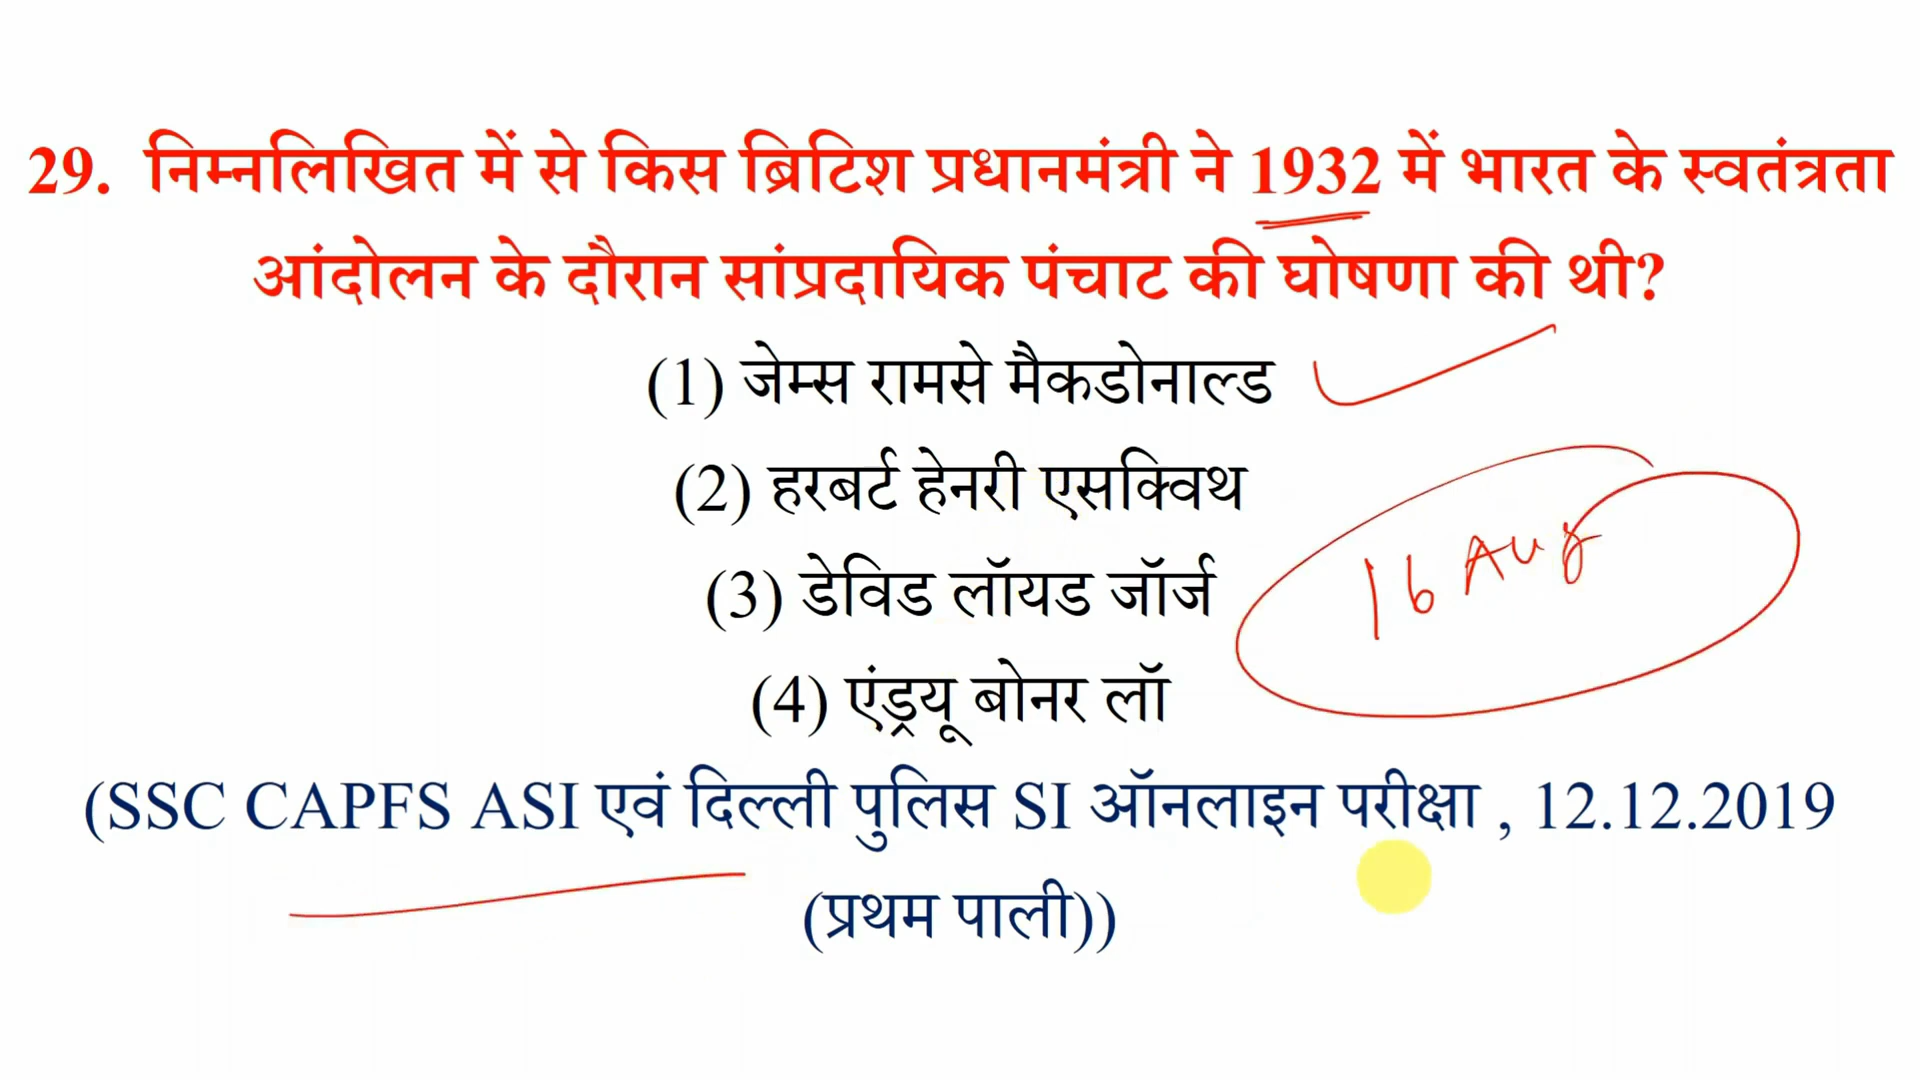 29. निम्नलिखित में से किस ब्रिटिश प्रधानमंत्री ने 1932 में भारत के स्वतंत्रता
आंदोलन के दौरान सांप्रदायिक पंचाट की घोषणा की थी?
(1) जेम्स रामसे मैकडोनाल्ड
(2) हरबर्ट हेनरी एसक्विथ
(3) डेविड लॉयड जॉर्ज
16 Aug
(4) एंड्रयू बोनर लॉ
(SSC CAPFS ASI एवं दिल्ली पुलिस SI ऑनलाइन परीक्षा , 12.12.2019
(प्रथम पाली))